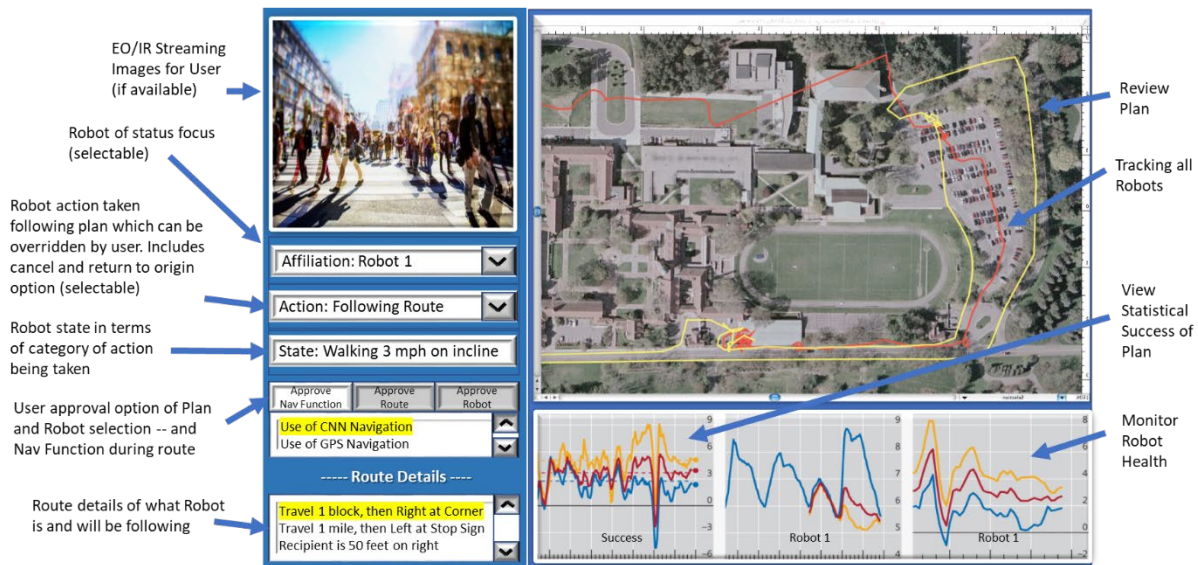 EO/IR Streaming
Images for User
(if available)
Robot of status focus
(selectable)
Robot action taken
following plan which can be
overridden by user. Includes
cancel and return to origin
option (selectable)
Robot state in terms
of category of action
being taken
User approval option of Plan
and Robot selection -- and
Nav Function during route
Route details of what Robot
is and will be following
Affiliation: Robot 1
Action: Following Route
State: Walking 3 mph on incline
Approve
Nav Function
Approve
Route
Approve
Robot
Use of CNN Navigation
Use of GPS Navigation
----- Route Details ----
Travel 1 block, then Right at Corner
Travel 1 mile, then Left at Stop Sign
Recipient is 50 feet on right
Review
Plan
Tracking all
Robots
View
Statistical
Success of
Plan
Monitor
Robot
Health
9
6
3
0
−3
−6
Success
9
8
7
6
5
4
Robot 1
8
6
4
2
0
−2
Robot 1